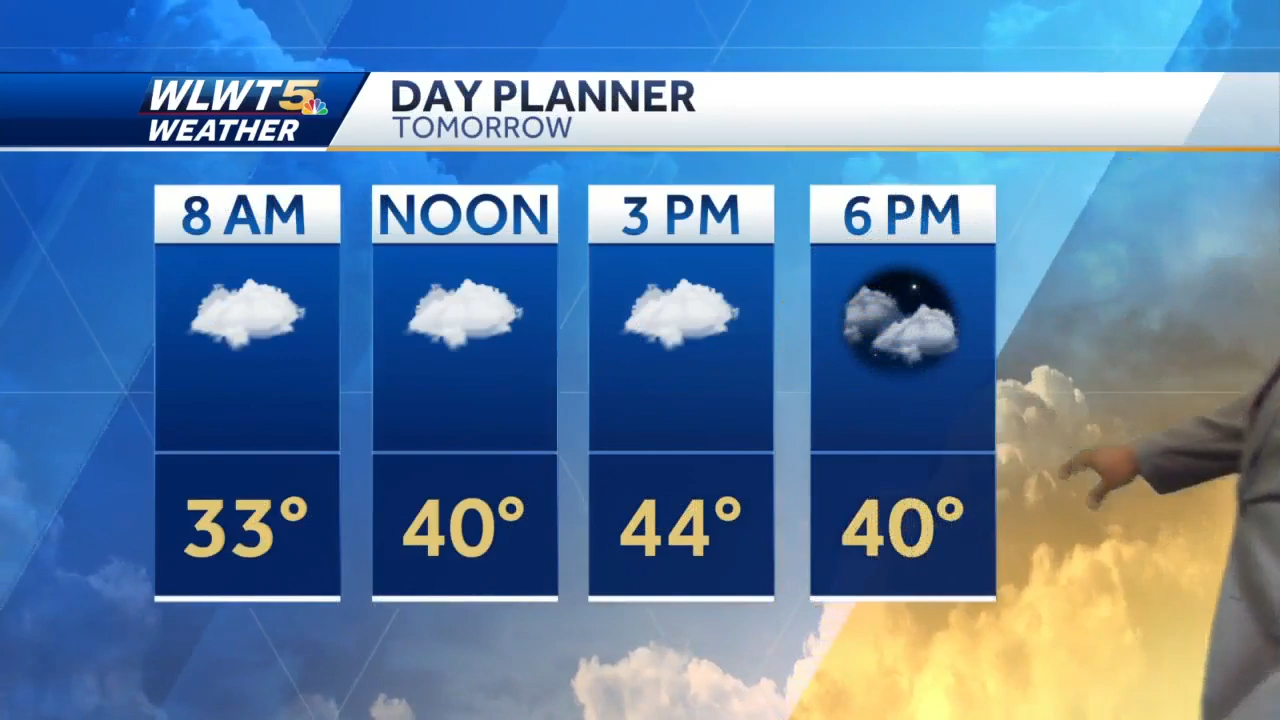 WLWT5
WEATHER
DAY PLANNER
TOMORROW
8 AM
NOON
3 PM
6 PM
33°
40°
44°
40°